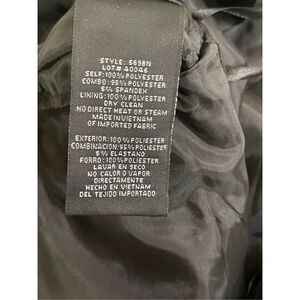 STYLE: 5698N
LOT# A0046
SELF:100% POLYESTER
COMBO: 95% POLYESTER
5% SPANDEX
LINING: 100% POLYESTER
DRY CLEAN
NO DIRECT HEAT OR STEAM
MADE IN VIETNAM
OF IMPORTED FABRIC
EXTERIOR: 100% POLIESTER
COMBINACION: 95% POLIESTER
5% ELASTANO
FORRO: 100% POLIESTER
LAVAR EN SECO
NO CALOR O VAPOR
DIRECTAMENTE
HECHO EN VIETNAM
DEL TEJIDO IMPORTADO